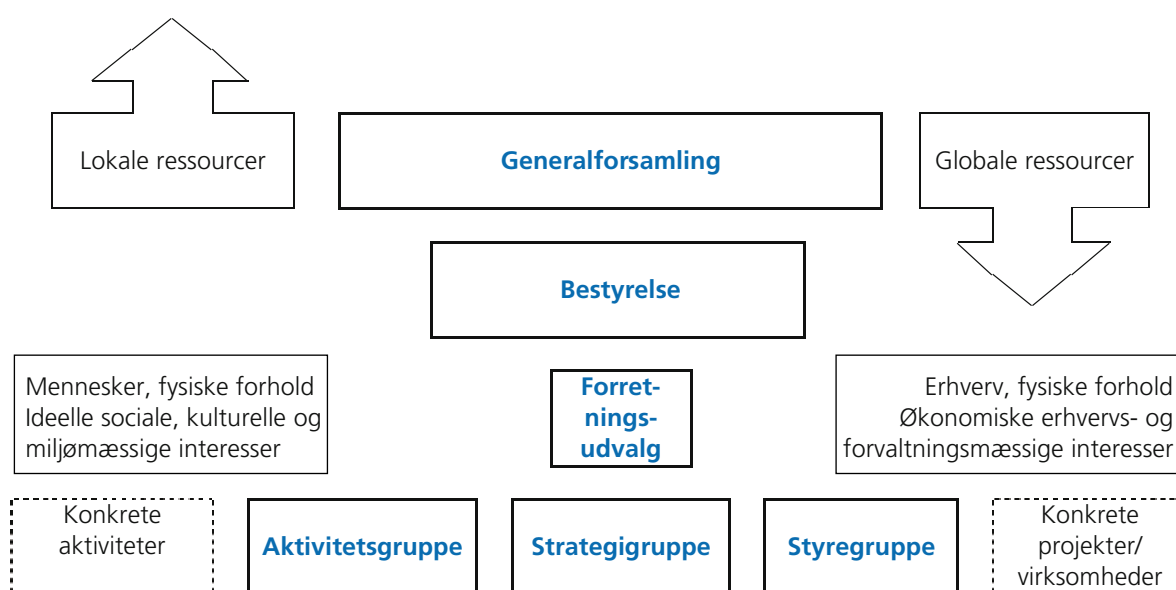 Lokale ressourcer
Generalforsamling
Globale ressourcer
Bestyrelse
Mennesker, fysiske forhold
Ideelle sociale, kulturelle og
miljømæssige interesser
Forret-
nings-
udvalg
Erhverv, fysiske forhold
Økonomiske erhvervs- og
forvaltningsmæssige interesser
Konkrete
aktiviteter
Aktivitetsgruppe
Strategigruppe
Styregruppe
Konkrete
projekter/
virksomheder